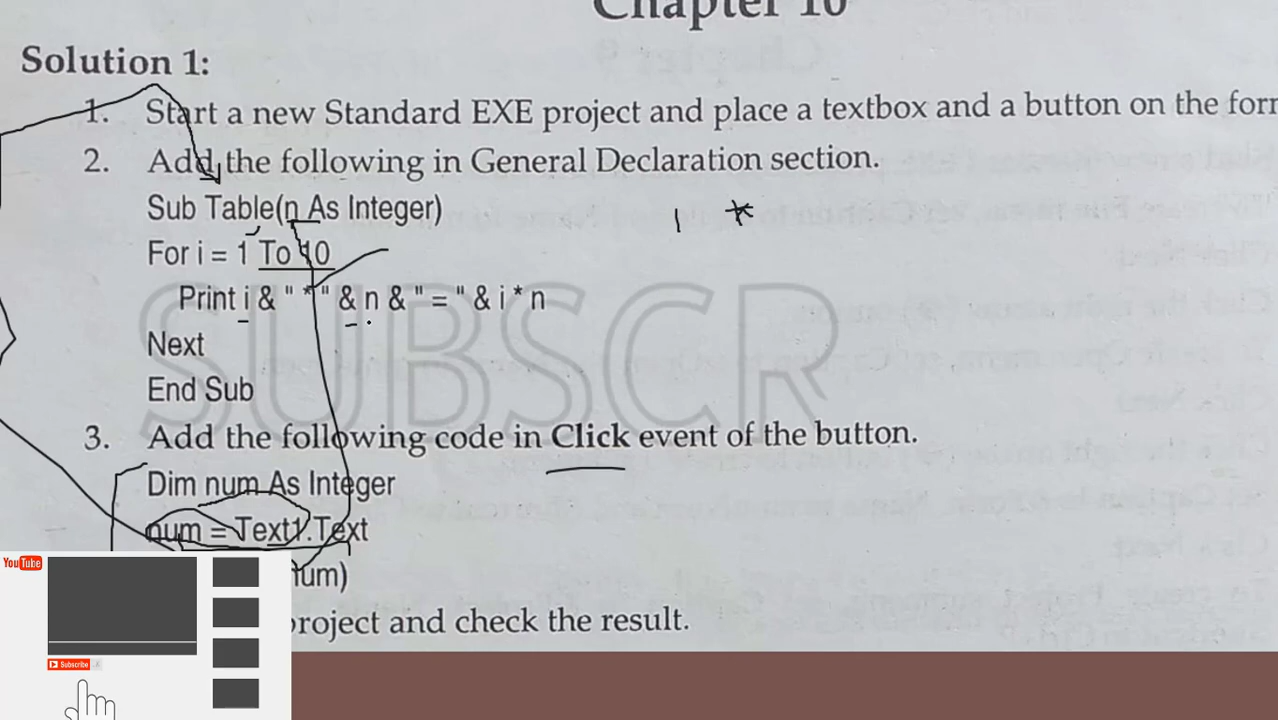 Chapter 10
Solution 1:
1. Start a new Standard EXE project and place a textbox and a button on the
2. Add the following in General Declaration section.
Sub Table(n As Integer)
1 *
For i = 1 To 10
Print i & " * " & n & " = " & i * n
Next
End Sub
SUBSCR
3. Add the following code in Click event of the button.
Dim num As Integer
num = Text1.Text
YouTube
project and check the result.
Subscribe